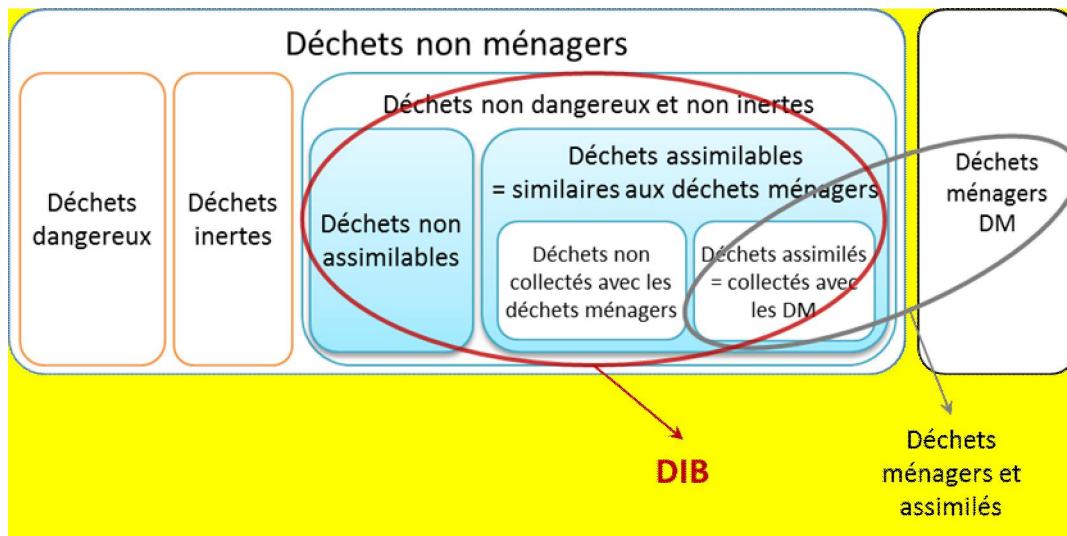 Déchets non ménagers
Déchets non dangereux et non inertes
Déchets
dangereux
Déchets
inertes
Déchets non
assimilables
Déchets assimilables
= similaires aux déchets ménagers
Déchets non
collectés avec les
déchets ménagers
Déchets assimilés
= collectés avec
les DM
Déchets
ménagers
DM
DIB
Déchets
ménagers et
assimilés